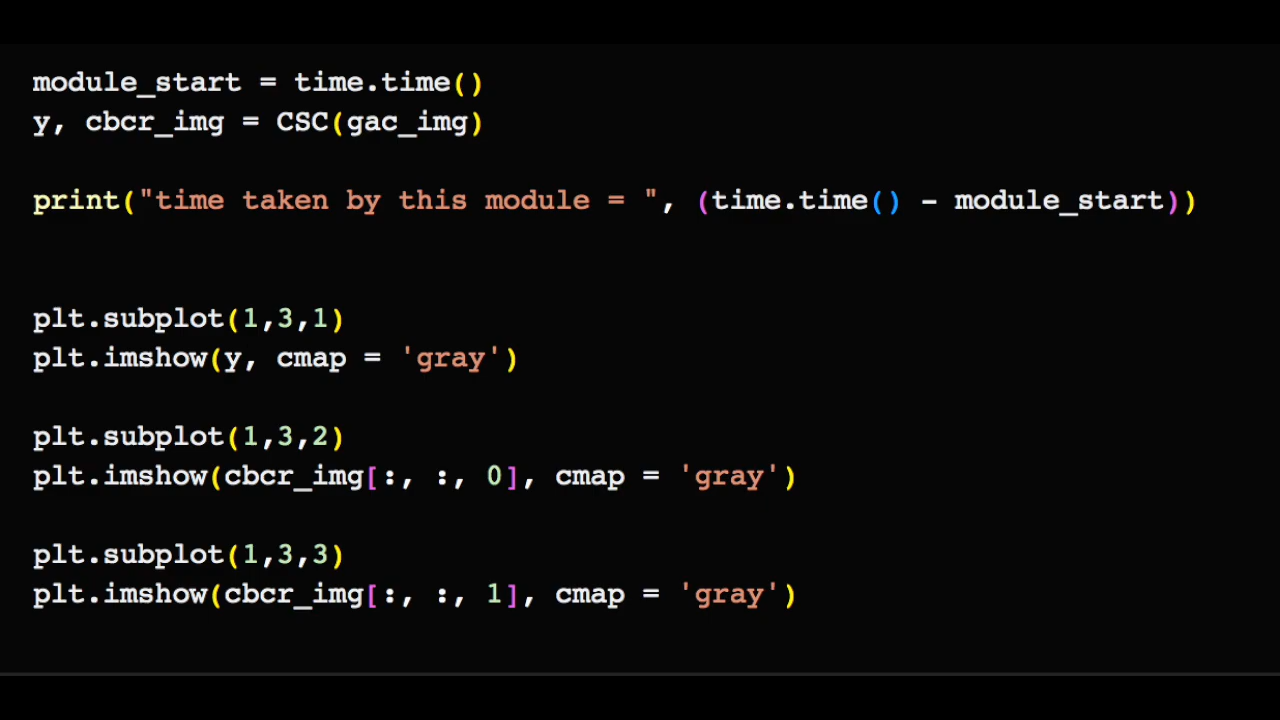 module_start = time.time()
y, cbcr_img = CSC(gac_img)
print("time taken by this module = ", (time.time() - module_start))
plt.subplot(1,3,1)
plt.imshow(y, cmap = 'gray')
plt.subplot(1,3,2)
plt.imshow(cbcr_img[:, :, 0], cmap = 'gray')
plt.subplot(1,3,3)
plt.imshow(cbcr_img[:, :, 1], cmap = 'gray')